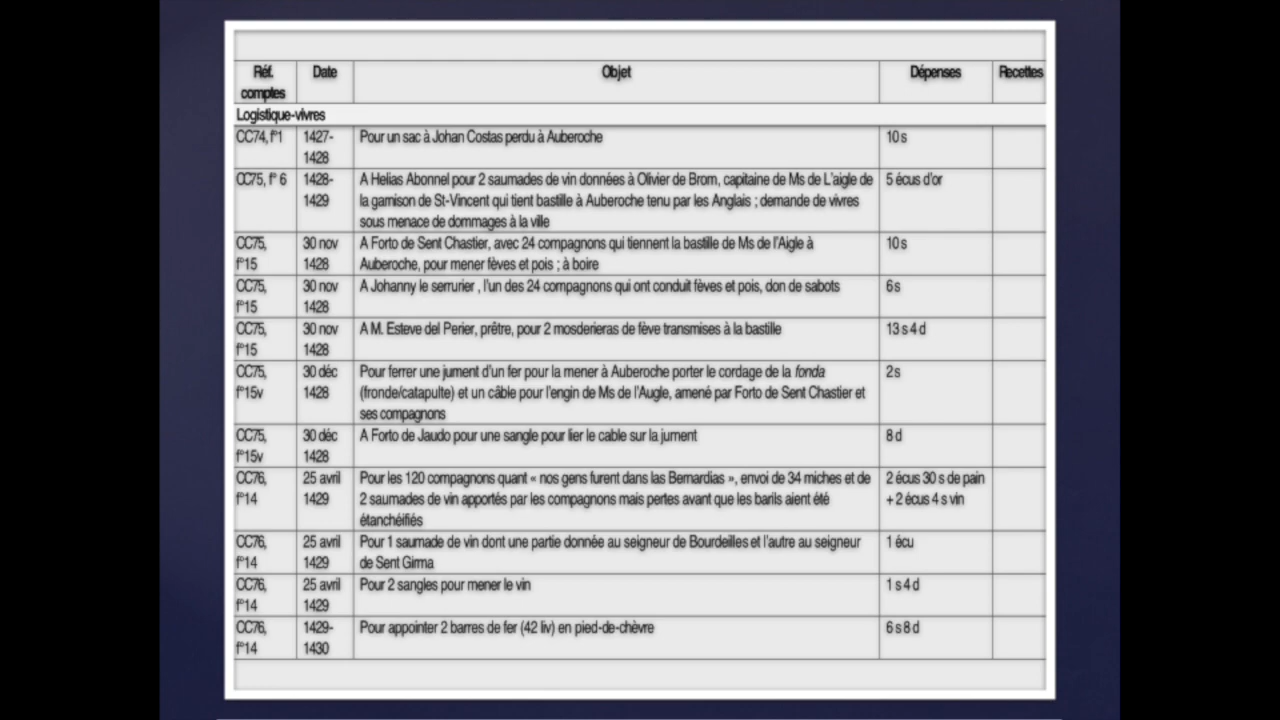 Réf. comptes Date Objet Dépenses Recettes
Logistique-vivres
CC74, f°1 1427-1428 Pour un sac à Johan Costas perdu à Auberoche 10 s
CC75, f° 6 1428-1429 A Helias Abonnel pour 2 saumades de vin données à Olivier de Brom, capitaine de Ms de L'aigle de
la garnison de St-Vincent qui tient bastille à Auberoche tenu par les Anglais ; demande de vivres
sous menace de dommages à la ville 5 écus d'or
CC75, f°15 30 nov 1428 A Forto de Sent Chastier, avec 24 compagnons qui tiennent la bastille de Ms de l'Aigle à
Auberoche, pour mener fèves et pois ; à boire 10 s
CC75, f°15 30 nov 1428 A Johanny le serrurier , l'un des 24 compagnons qui ont conduit fèves et pois, don de sabots 6 s
CC75, f°15 30 nov 1428 A M. Esteve del Perier, prêtre, pour 2 mosderieras de fève transmises à la bastille 13 s 4 d
CC75, f°15v 30 déc 1428 Pour ferrer une jument d'un fer pour la mener à Auberoche porter le cordage de la fonda
(fronde/catapulte) et un câble pour l'engin de Ms de l'Augle, amené par Forto de Sent Chastier et
ses compagnons 2 s
CC75, f°15v 30 déc 1428 A Forto de Jaudo pour une sangle pour lier le cable sur la jument 8 d
CC76, f°14 25 avril 1429 Pour les 120 compagnons quant « nos gens furent dans las Bernardias », envoi de 34 miches et de
2 saumades de vin apportés par les compagnons mais pertes avant que les barils aient été
étanchéifiés 2 écus 30 s de pain + 2 écus 4 s vin
CC76, f°14 25 avril 1429 Pour 1 saumade de vin dont une partie donnée au seigneur de Bourdeilles et l'autre au seigneur
de Sent Girma 1 écu
CC76, f°14 25 avril 1429 Pour 2 sangles pour mener le vin 1 s 4 d
CC76, f°14 1429-1430 Pour appointer 2 barres de fer (42 liv) en pied-de-chèvre 6 s 8 d